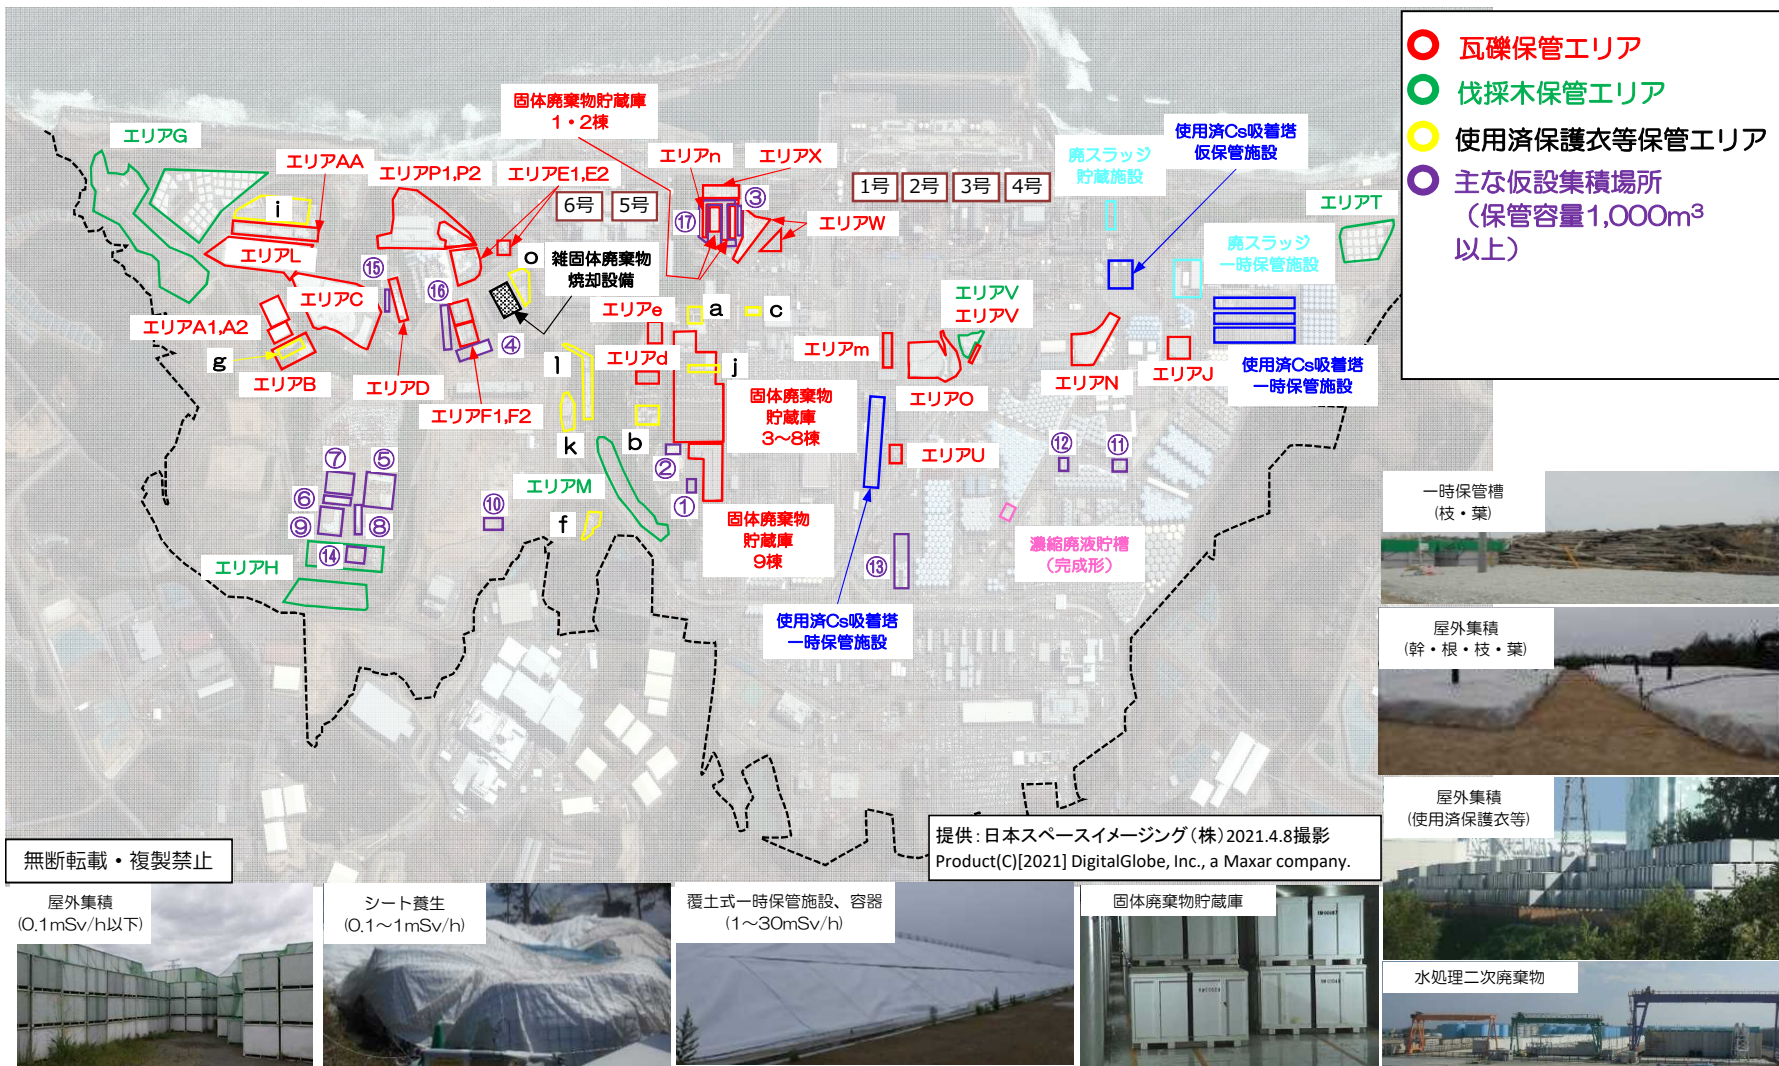 瓦礫保管エリア
伐採木保管エリア
使用済保護衣等保管エリア
主な仮設集積場所
（保管容量1,000m³
以上）
固体廃棄物貯蔵庫
1・2棟
エリアG
エリアAA
エリアP1,P2
エリアE1,E2
エリアn
エリアX
使用済Cs吸着塔
仮保管施設
廃スラッジ
貯蔵施設
1号
2号
3号
4号
6号
5号
i
③
⑰
エリアW
エリアT
エリアL
廃スラッジ
一時保管施設
o
雑固体廃棄物
焼却設備
⑮
⑯
エリアC
エリアV
エリアV
エリアA1,A2
エリアe
a
c
④
g
エリアB
エリアD
エリアF1,F2
l
エリアd
j
エリアm
エリアO
エリアN
エリアJ
使用済Cs吸着塔
一時保管施設
固体廃棄物
貯蔵庫
3～8棟
k
b
②
エリアU
⑫
⑪
⑦
⑤
⑥
⑨
⑧
⑩
エリアM
①
f
固体廃棄物
貯蔵庫
9棟
⑭
エリアH
⑬
濃縮廃液貯槽
（完成形）
使用済Cs吸着塔
一時保管施設
一時保管槽
(枝・葉)
屋外集積
(幹・根・枝・葉)
屋外集積
(使用済保護衣等)
提供：日本スペースイメージング（株）2021.4.8撮影
Product(C)[2021] DigitalGlobe, Inc., a Maxar company.
無断転載・複製禁止
屋外集積
(0.1mSv/h以下)
シート養生
(0.1～1mSv/h)
覆土式一時保管施設、容器
(1～30mSv/h)
固体廃棄物貯蔵庫
水処理二次廃棄物